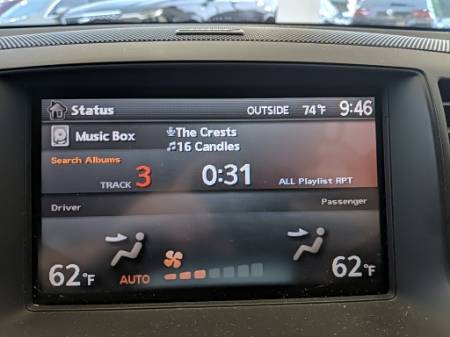 Status OUTSIDE 74°F 9:46
Music Box The Crests
16 Candles
Search Albums
TRACK 3 0:31 ALL Playlist RPT
Driver Passenger
62°F AUTO 62°F